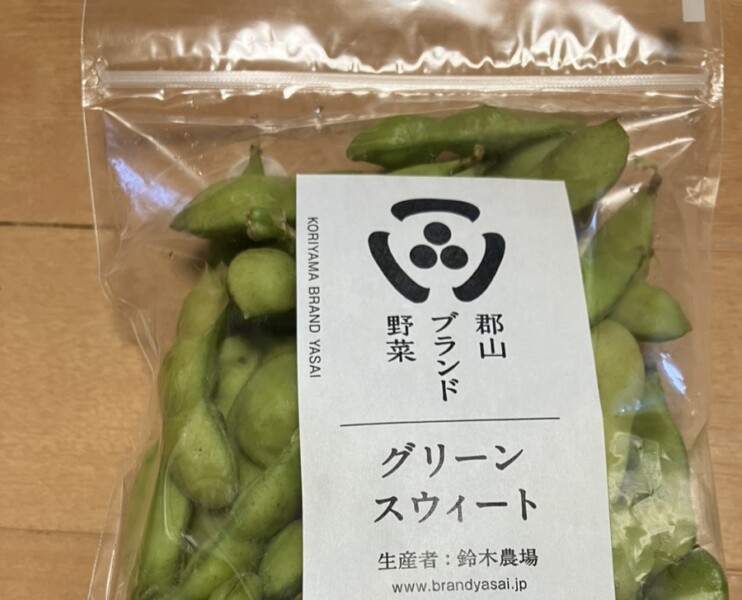 KORIYAMA BRAND YASAI
郡山
ブランド
野菜
グリーン
スウィート
生産者：鈴木農場
www.brandyasai.jp